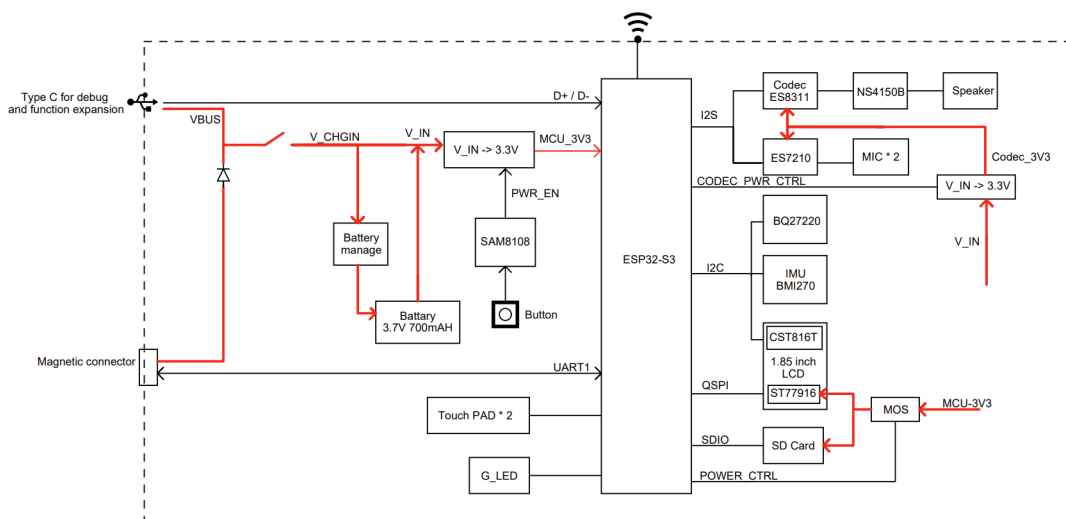 Type C for debug
and function expansion
VBUS
D+ / D-
V_CHGIN
V_IN
V_IN -> 3.3V
MCU_3V3
PWR_EN
Battery
manage
SAM8108
Battary
3.7V 700mAH
Button
Magnetic connector
UART1
Touch PAD * 2
G_LED
ESP32-S3
I2S
Codec
ES8311
NS4150B
Speaker
ES7210
MIC * 2
Codec_3V3
CODEC_PWR_CTRL
V_IN -> 3.3V
V_IN
BQ27220
I2C
IMU
BMI270
CST816T
1.85 inch
LCD
QSPI
ST77916
MOS
MCU-3V3
SDIO
SD Card
POWER_CTRL